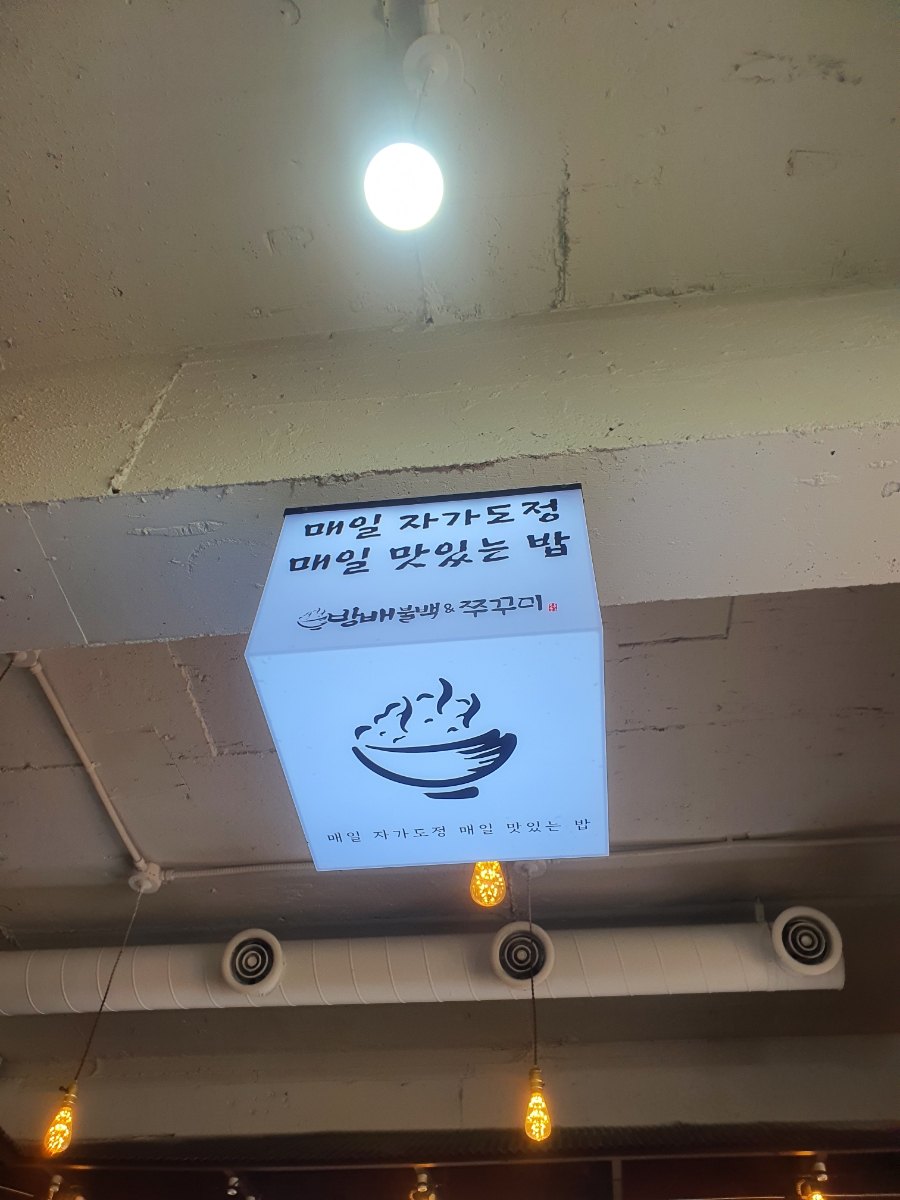 매일 자가도정
매일 맛있는 밥
방배불백&쭈꾸미
매일 자가도정 매일 맛있는 밥